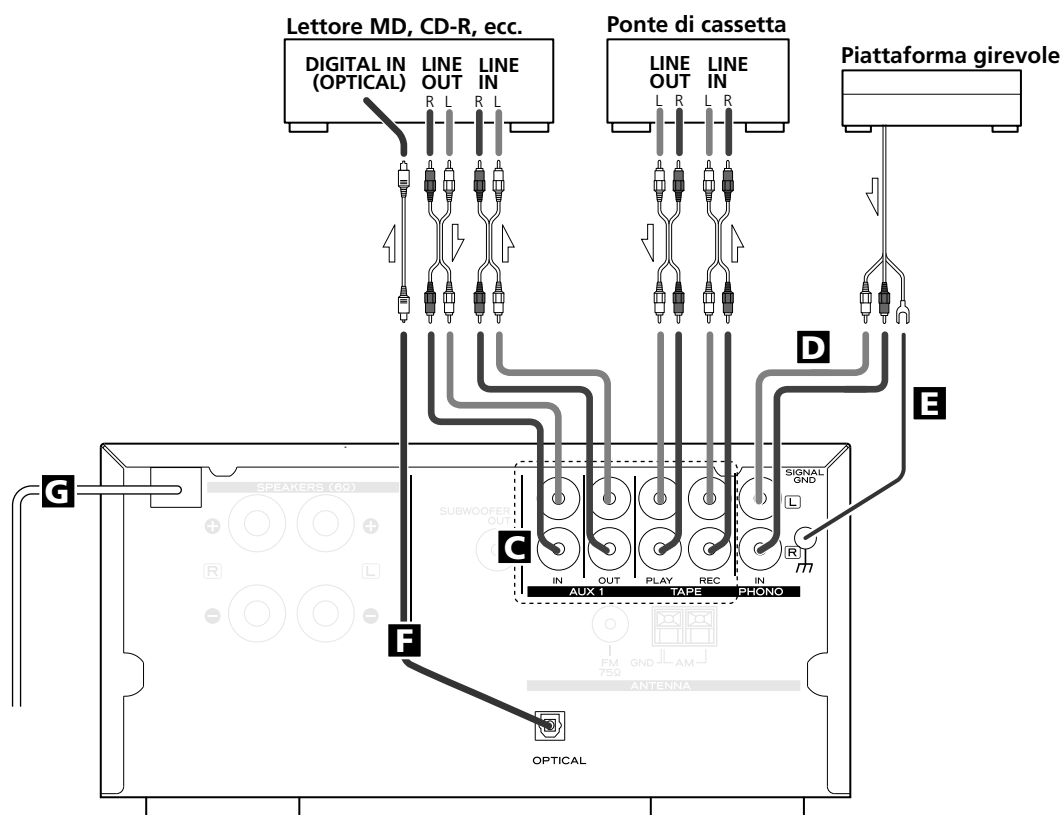 Lettore MD, CD-R, ecc.
Ponte di cassetta
Piattaforma girevole
DIGITAL IN
(OPTICAL)
LINE
OUT
LINE
IN
R L R L
LINE
OUT
LINE
IN
L R L R
D
E
G
SPEAKERS (6Ω)
SUBWOOFER
OUT
SIGNAL
GND
L
C
R
R
L
IN
OUT
PLAY
REC
IN
AUX 1
TAPE
PHONO
F
FM
75Ω
GND
AM
ANTENNA
OPTICAL